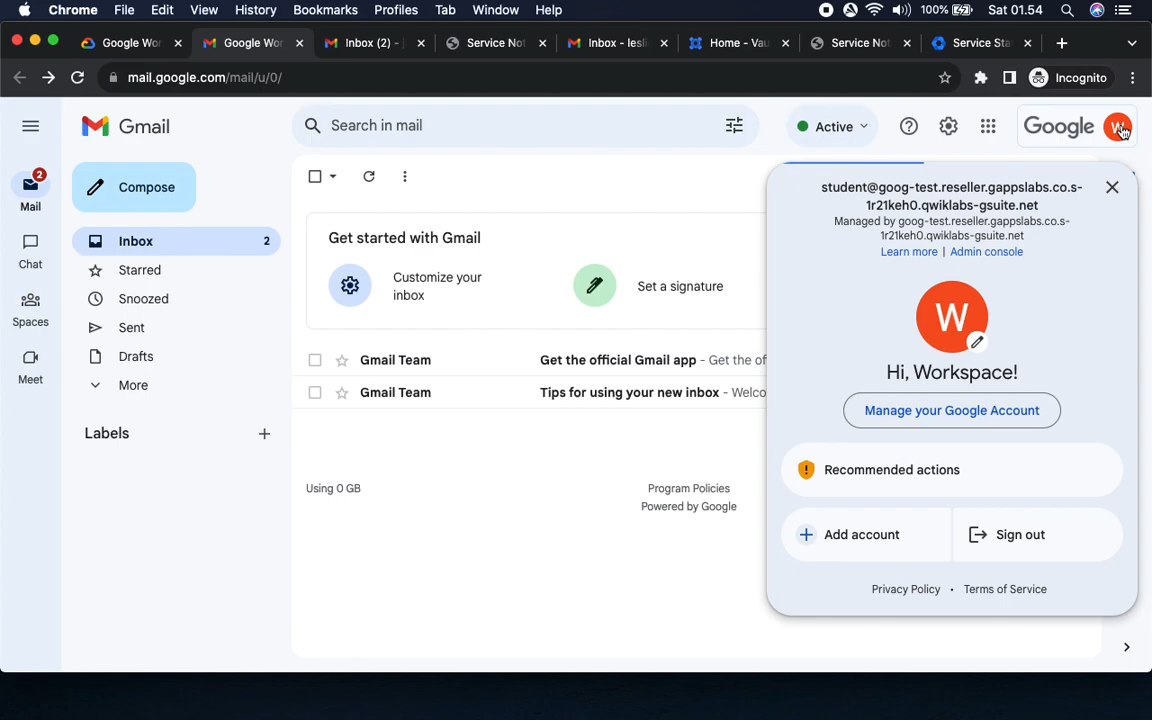 Chrome File Edit View History Bookmarks Profiles Tab Window Help 100% Sat 01.54
Google Wor Google Wor Inbox (2) - j Service Not Inbox - lesli Home - Vau Service Not Service Sta
mail.google.com/mail/u/0/ Incognito
Gmail Search in mail Active Google W
2
Mail
Chat
Spaces
Meet
Compose
Inbox 2
Starred
Snoozed
Sent
Drafts
More
Labels
Get started with Gmail
Customize your
inbox
Set a signature
Gmail Team Get the official Gmail app - Get the of
Gmail Team Tips for using your new inbox - Welco
Using 0 GB
Program Policies
Powered by Google
student@goog-test.reseller.gappslabs.co.s-
1r21keh0.qwiklabs-gsuite.net
Managed by goog-test.reseller.gappslabs.co.s-
1r21keh0.qwiklabs-gsuite.net
Learn more | Admin console
W
Hi, Workspace!
Manage your Google Account
Recommended actions
Add account Sign out
Privacy Policy • Terms of Service